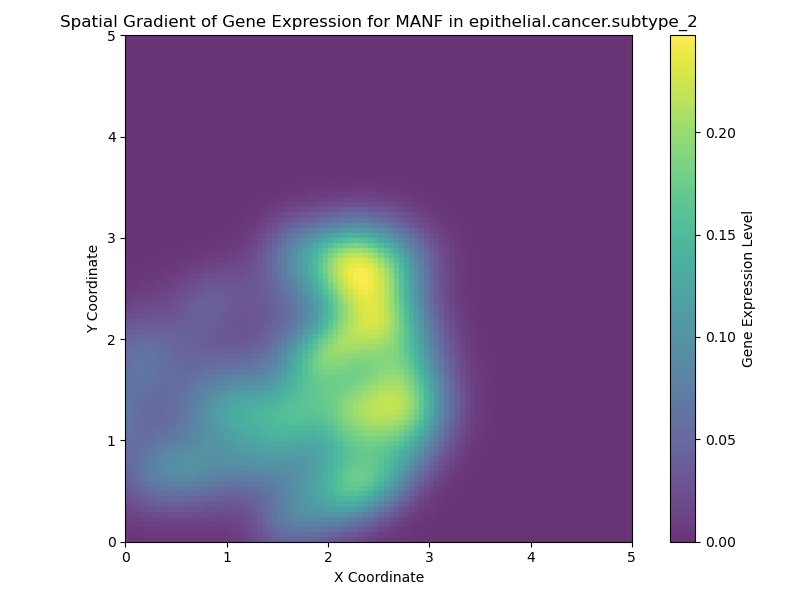 Spatial Gradient of Gene Expression for MANF in epithelial.cancer.subtype_2
5
4
3
2
1
0
Y Coordinate
0 1 2 3 4 5
X Coordinate
0.20
0.15
0.10
0.05
0.00
Gene Expression Level